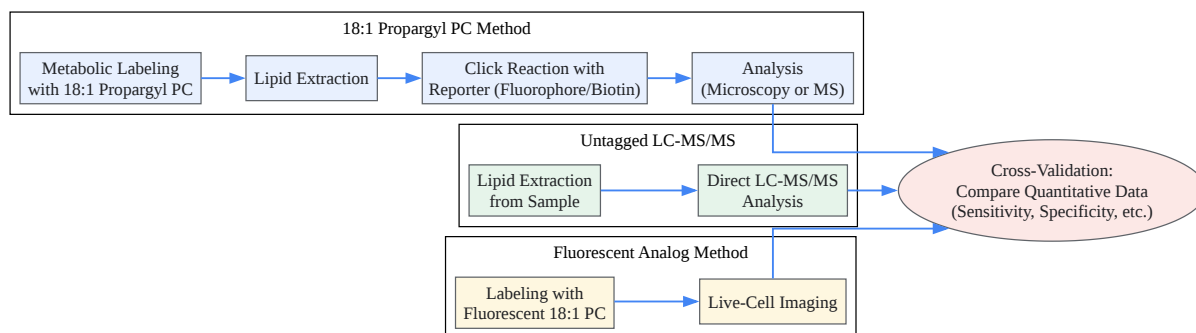 18:1 Propargyl PC Method
Metabolic Labeling
with 18:1 Propargyl PC
Lipid Extraction
Click Reaction with
Reporter (Fluorophore/Biotin)
Analysis
(Microscopy or MS)
Untagged LC-MS/MS
Lipid Extraction
from Sample
Direct LC-MS/MS
Analysis
Cross-Validation:
Compare Quantitative Data
(Sensitivity, Specificity, etc.)
Fluorescent Analog Method
Labeling with
Fluorescent 18:1 PC
Live-Cell Imaging